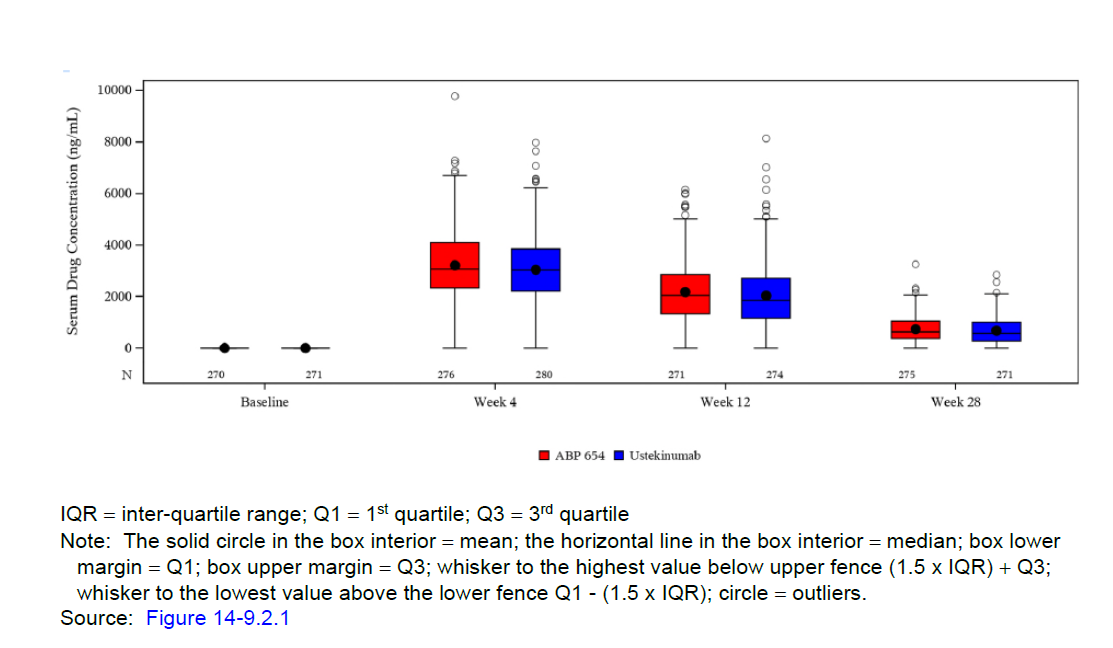 10000
8000
6000
4000
2000
0
Serum Drug Concentration (ng/mL)
N 270 271 276 280 271 274 275 271
Baseline Week 4 Week 12 Week 28
ABP 654 Ustekinumab
IQR = inter-quartile range; Q1 = 1st quartile; Q3 = 3rd quartile
Note: The solid circle in the box interior = mean; the horizontal line in the box interior = median; box lower
margin = Q1; box upper margin = Q3; whisker to the highest value below upper fence (1.5 x IQR) + Q3;
whisker to the lowest value above the lower fence Q1 - (1.5 x IQR); circle = outliers.
Source: Figure 14-9.2.1